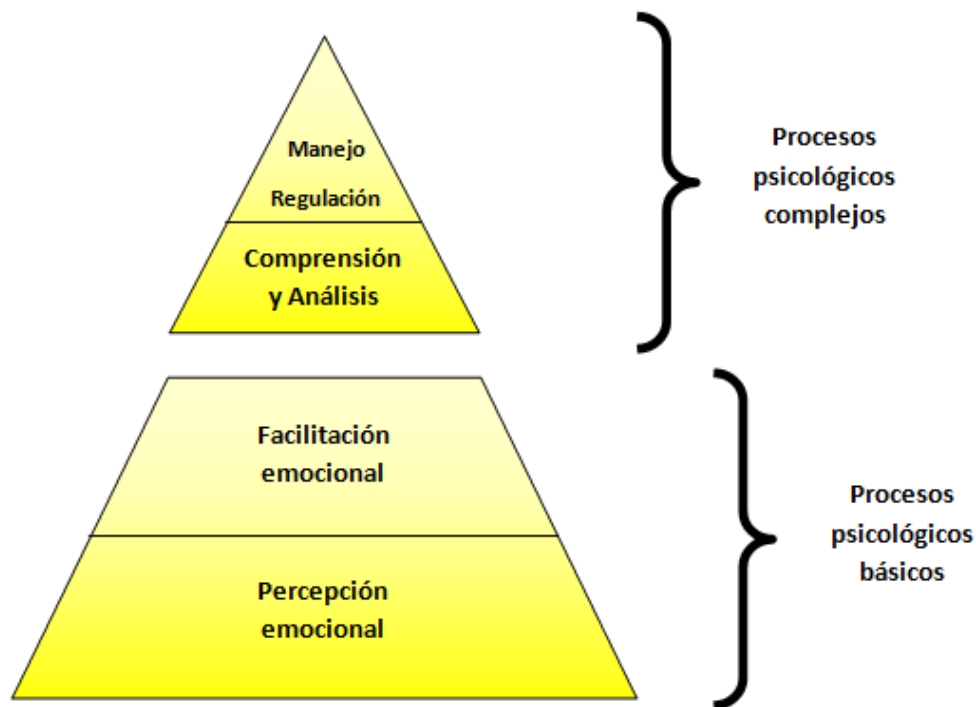 Manejo
Regulación
Comprensión
y Análisis
Procesos
psicológicos
complejos
Facilitación
emocional
Percepción
emocional
Procesos
psicológicos
básicos